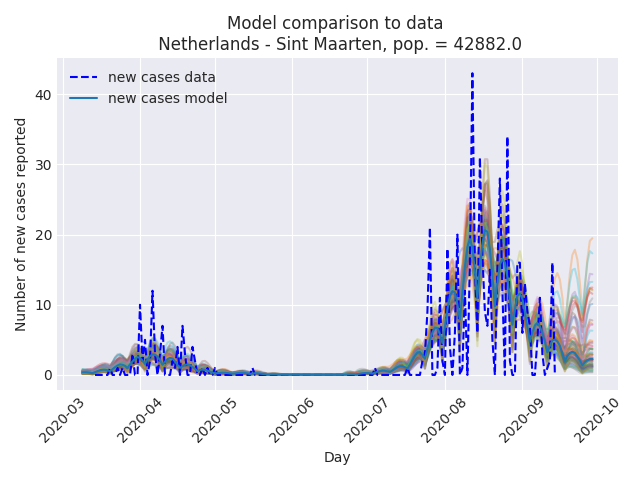 Model comparison to data
Netherlands - Sint Maarten, pop. = 42882.0
new cases data
new cases model
Number of new cases reported
40
30
20
10
0
2020-03
2020-04
2020-05
2020-06
2020-07
2020-08
2020-09
2020-10
Day